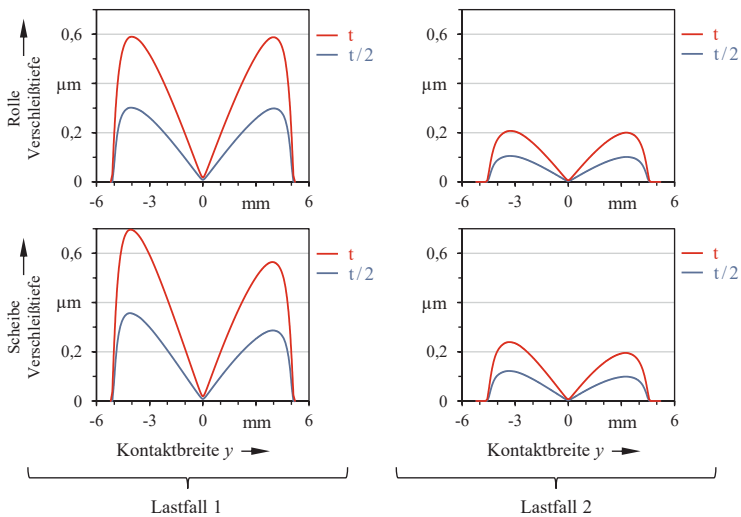 Rolle
Verschleißtiefe
0,6
µm
0,2
0
-6 -3 0 mm 6
t
t/2
0,6
µm
0,2
0
-6 -3 0 mm 6
t
t/2
Scheibe
Verschleißtiefe
0,6
µm
0,2
0
-6 -3 0 mm 6
t
t/2
Kontaktbreite y
0,6
µm
0,2
0
-6 -3 0 mm 6
t
t/2
Kontaktbreite y
Lastfall 1
Lastfall 2